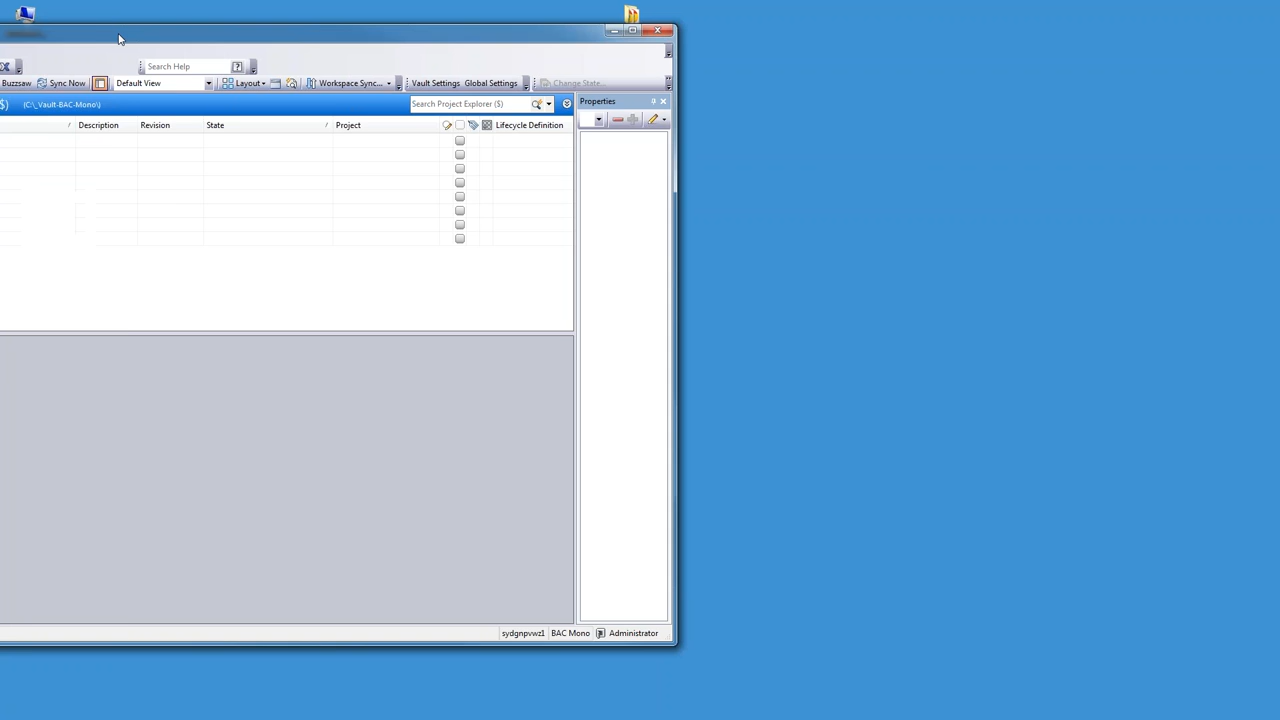 Search Help
Buzzsaw Sync Now Default View Layout Workspace Sync... Vault Settings Global Settings Change State...
$) (C:\_Vault-BAC-Mono\) Search Project Explorer ($) Properties
Description Revision State Project Lifecycle Definition
sydgnpvwz1 BAC Mono Administrator